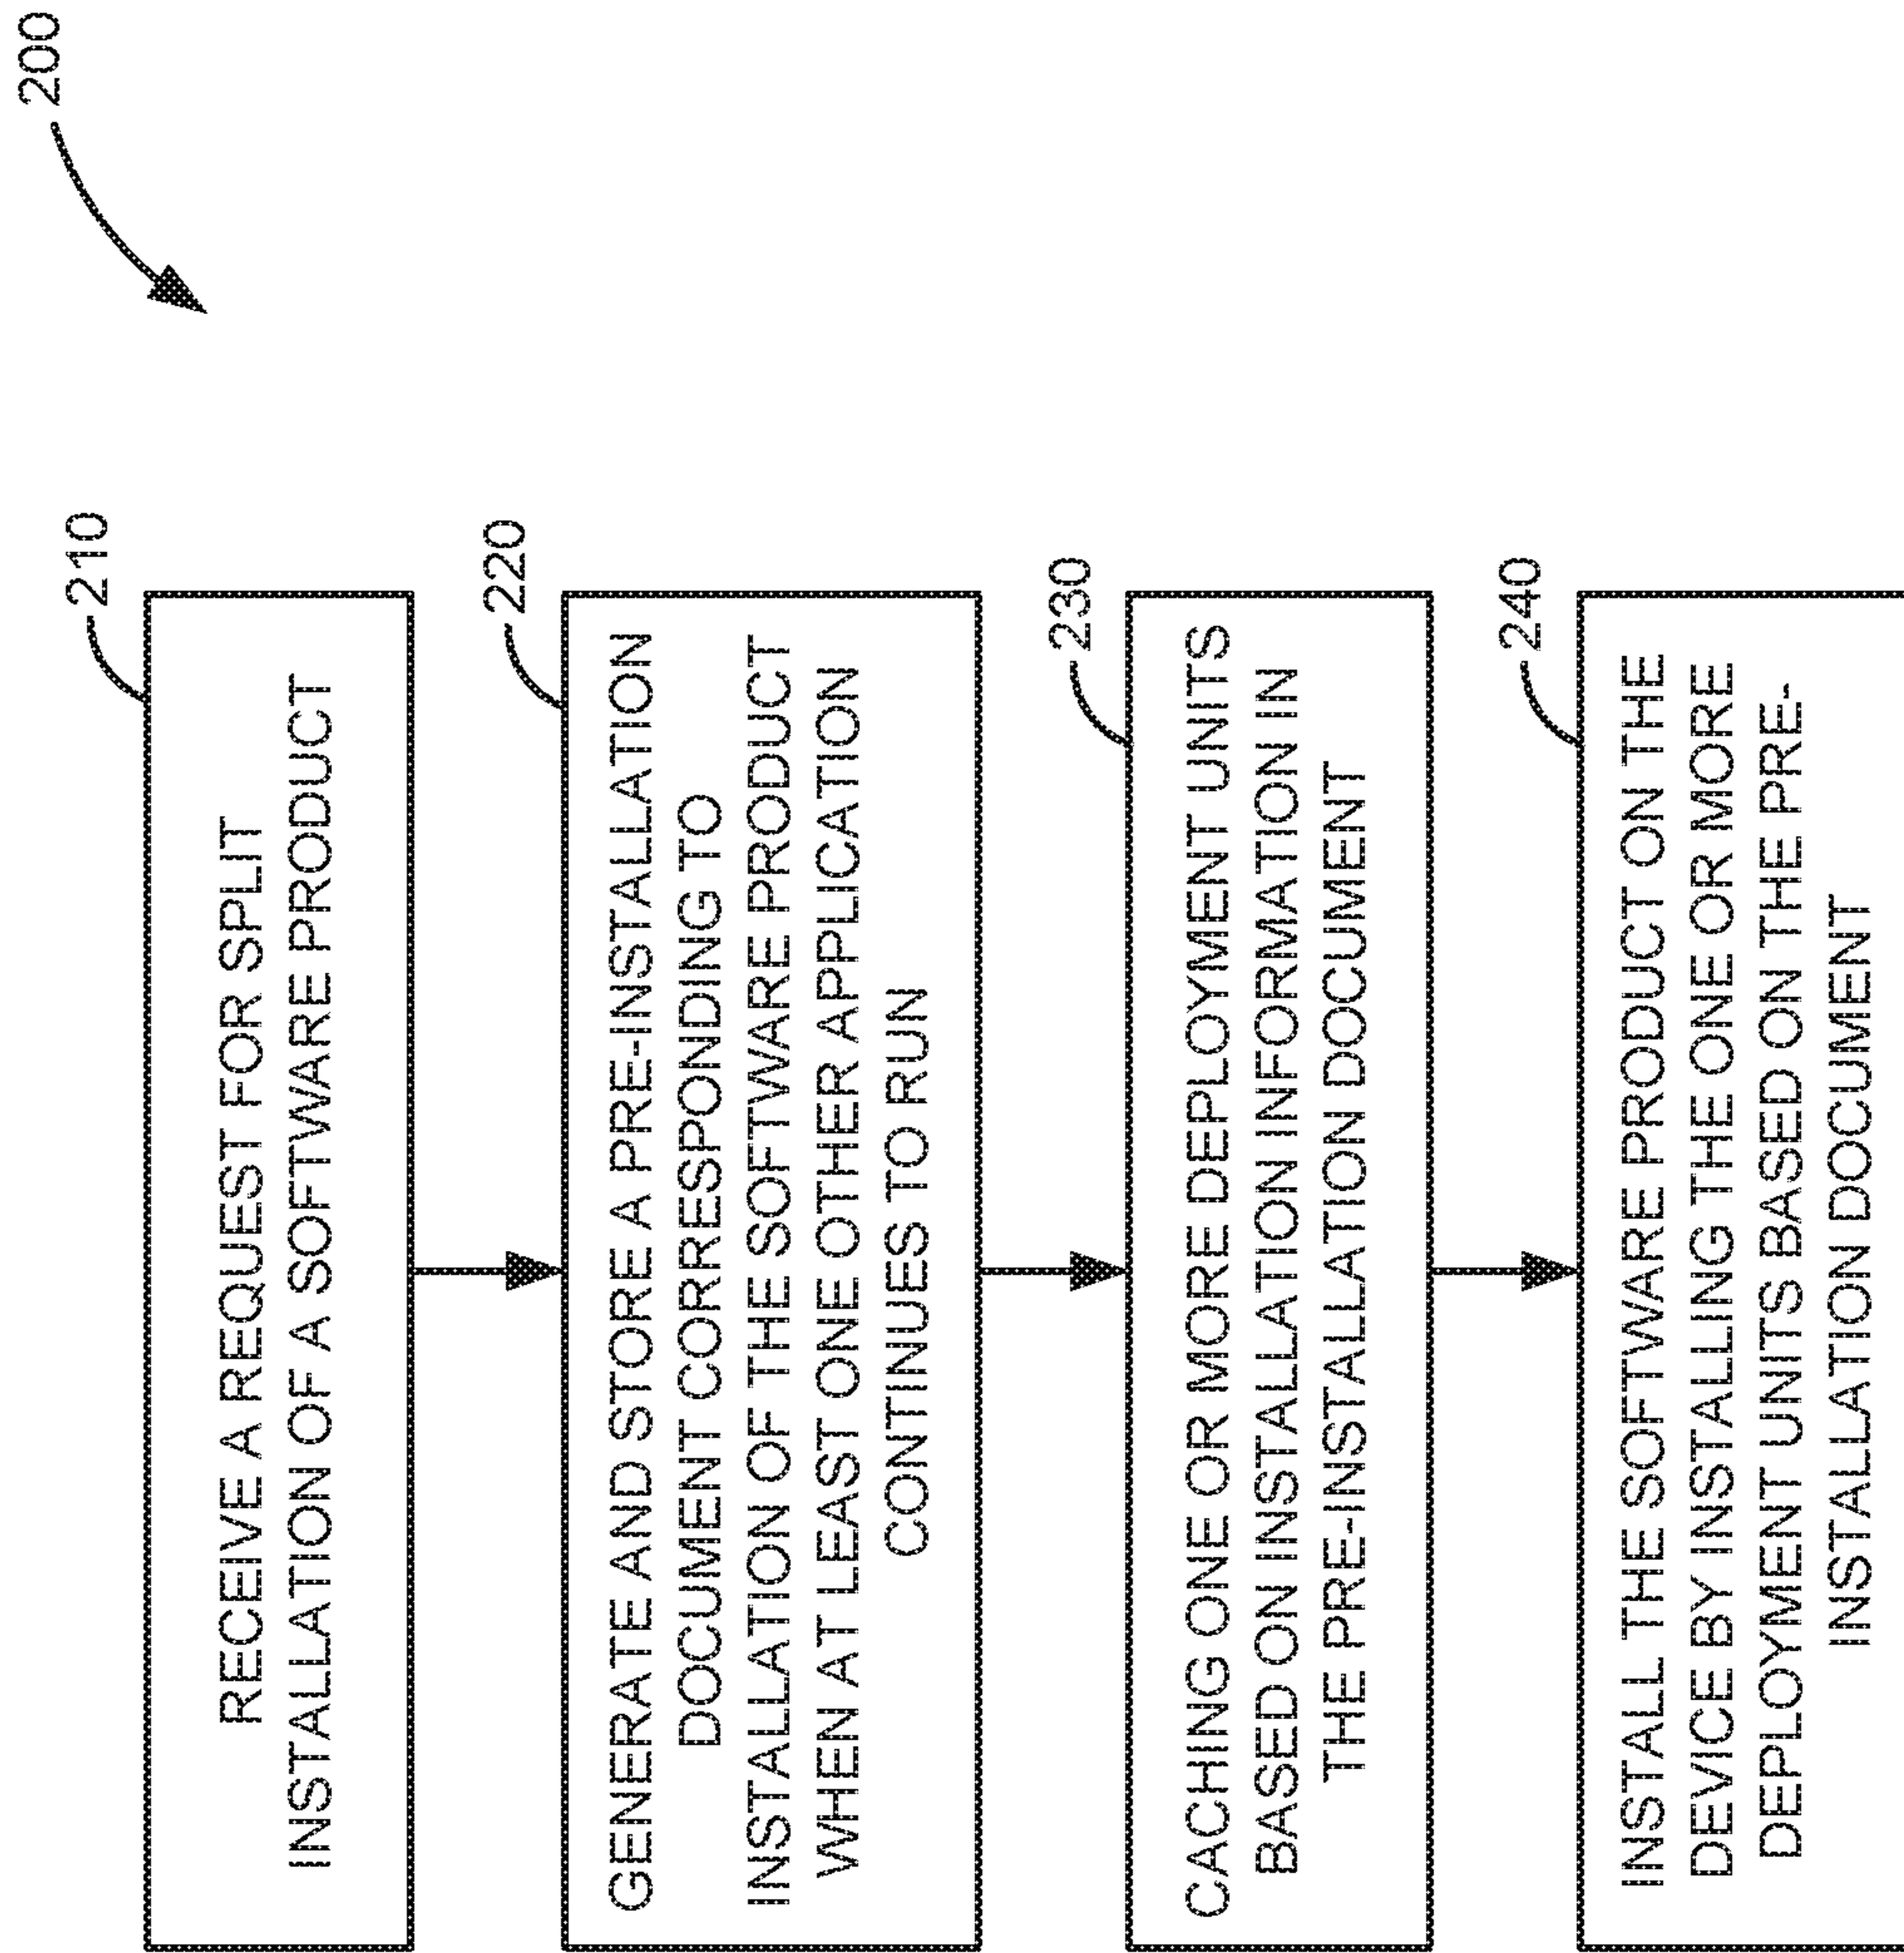 200
210
RECEIVE A REQUEST FOR SPLIT
INSTALLATION OF A SOFTWARE PRODUCT
220
GENERATE AND STORE A PRE-INSTALLATION
DOCUMENT CORRESPONDING TO
INSTALLATION OF THE SOFTWARE PRODUCT
WHEN AT LEAST ONE OTHER APPLICATION
CONTINUES TO RUN
230
CACHING ONE OR MORE DEPLOYMENT UNITS
BASED ON INSTALLATION INFORMATION IN
THE PRE-INSTALLATION DOCUMENT
240
INSTALL THE SOFTWARE PRODUCT ON THE
DEVICE BY INSTALLING THE ONE OR MORE
DEPLOYMENT UNITS BASED ON THE PRE-
INSTALLATION DOCUMENT